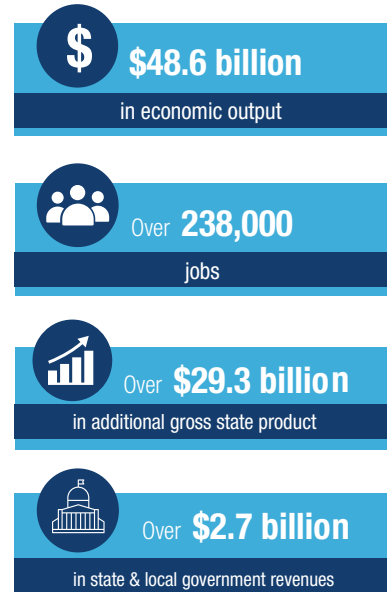 $
$48.6 billion
in economic output
Over 238,000
jobs
Over $29.3 billion
in additional gross state product
Over $2.7 billion
in state & local government revenues